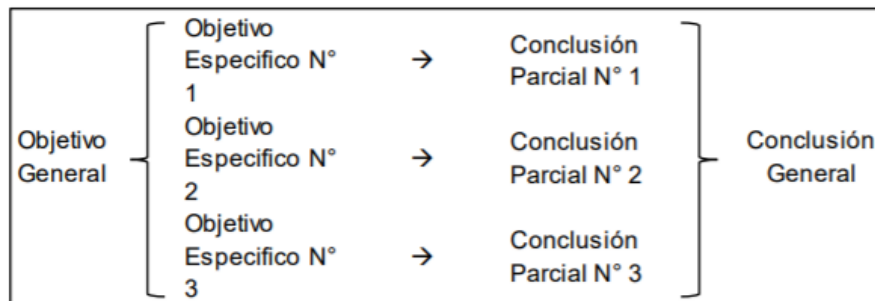 Objetivo
General
Objetivo
Especifico N°
1
→
Conclusión
Parcial N° 1
Objetivo
Especifico N°
2
→
Conclusión
Parcial N° 2
Objetivo
Especifico N°
3
→
Conclusión
Parcial N° 3
Conclusión
General